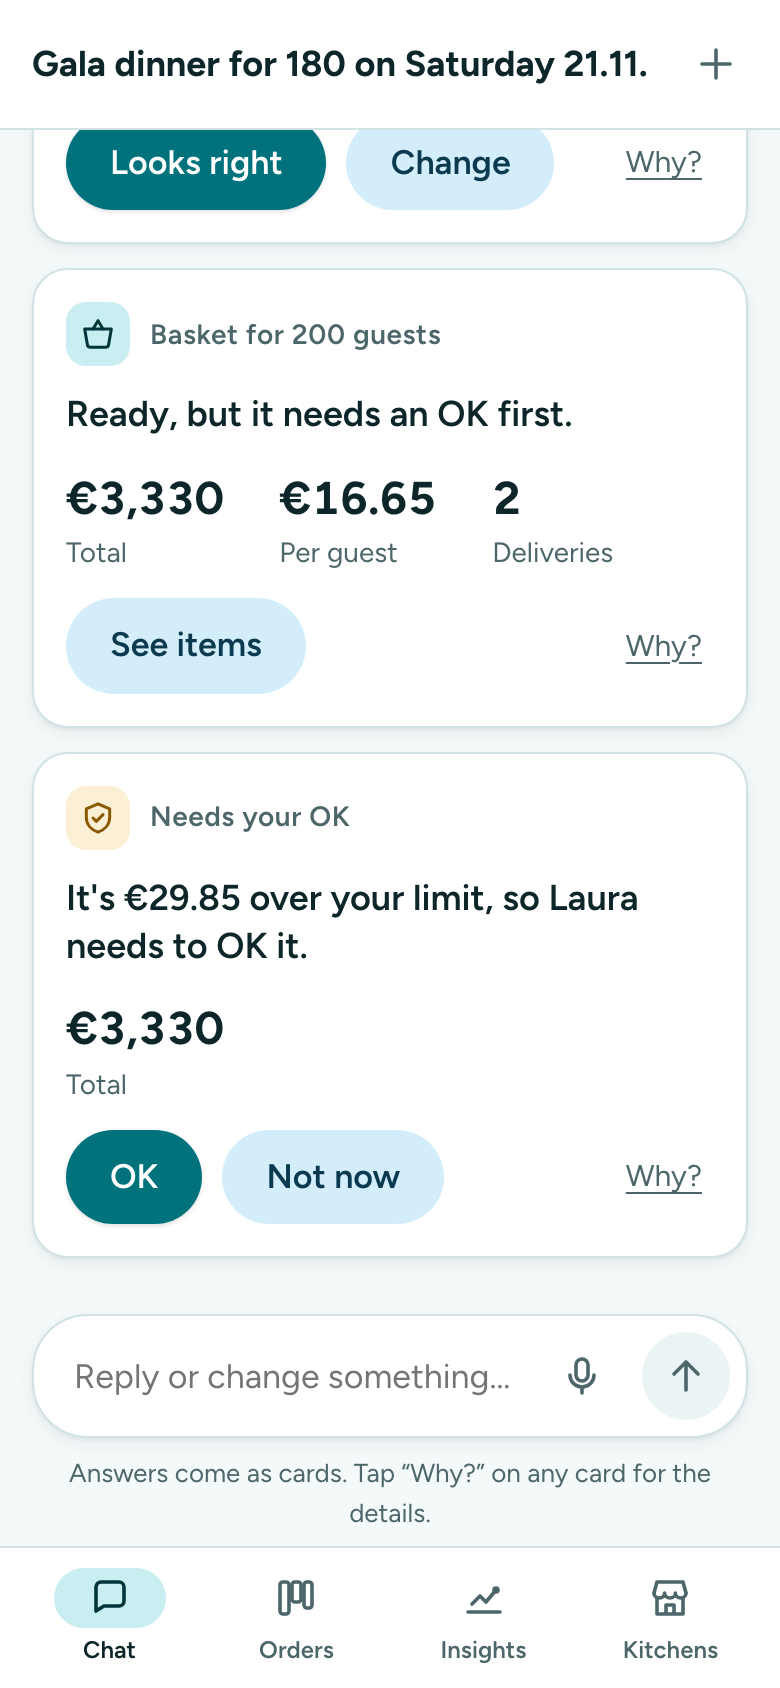 Gala dinner for 180 on Saturday 21.11.
Looks right
Change
Why?
Basket for 200 guests
Ready, but it needs an OK first.
€3,330
€16.65
2
Total
Per guest
Deliveries
See items
Why?
Needs your OK
It's €29.85 over your limit, so Laura
needs to OK it.
€3,330
Total
OK
Not now
Why?
Reply or change something...
Answers come as cards. Tap “Why?” on any card for the
details.
Chat
Orders
Insights
Kitchens